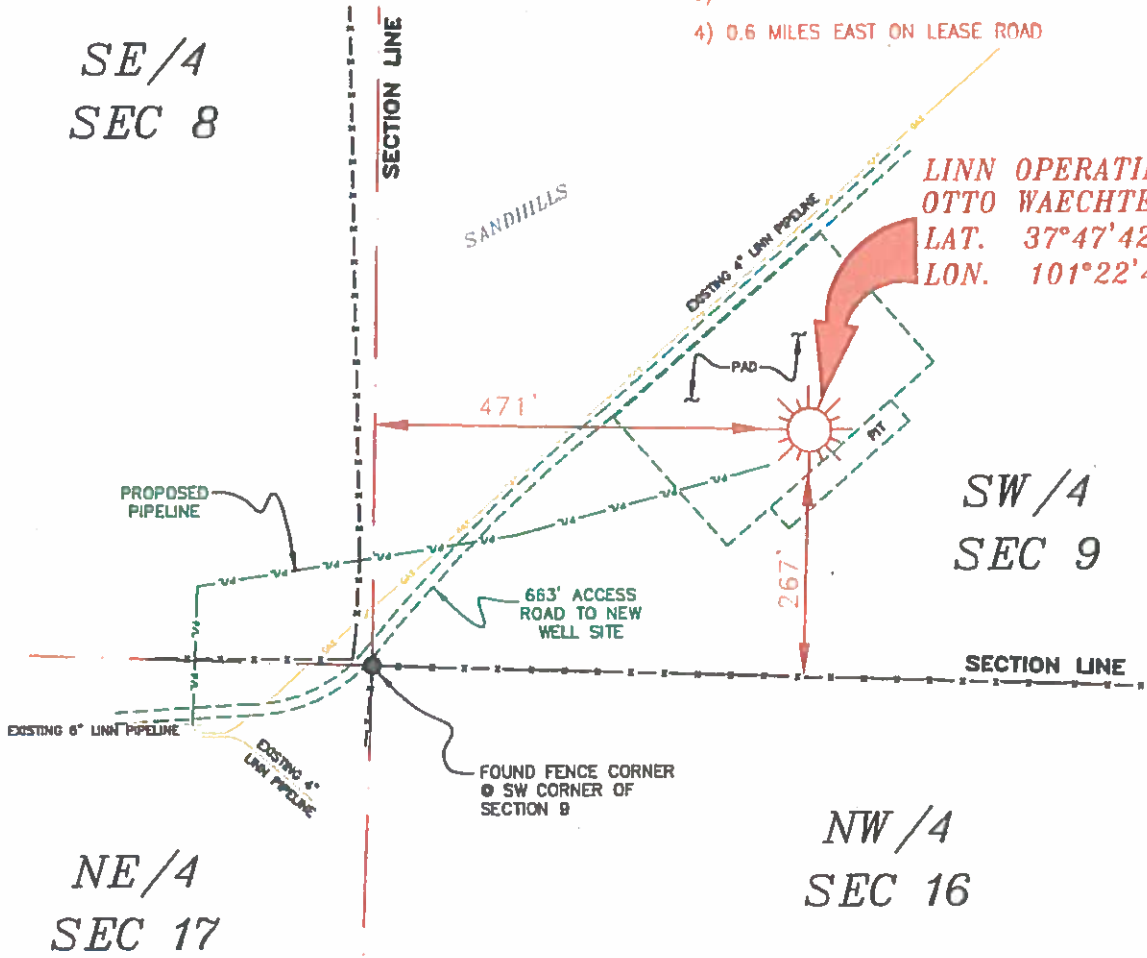 4) 0.6 MILES EAST ON LEASE ROAD
SE/4
SEC 8
SECTION LINE
SANDHILLS
GAS
EXISTING 4" LINN PIPELINE
LINN OPERATI
OTTO WAECHTE
LAT. 37°47'42
LON. 101°22'4
PAD
471'
PIT
PROPOSED
PIPELINE
SW/4
SEC 9
267'
663' ACCESS
ROAD TO NEW
WELL SITE
GAS
SECTION LINE
EXISTING 6" LINN PIPELINE
EXISTING 4"
LINN PIPELINE
FOUND FENCE CORNER
@ SW CORNER OF
SECTION 9
NW/4
SEC 16
NE/4
SEC 17